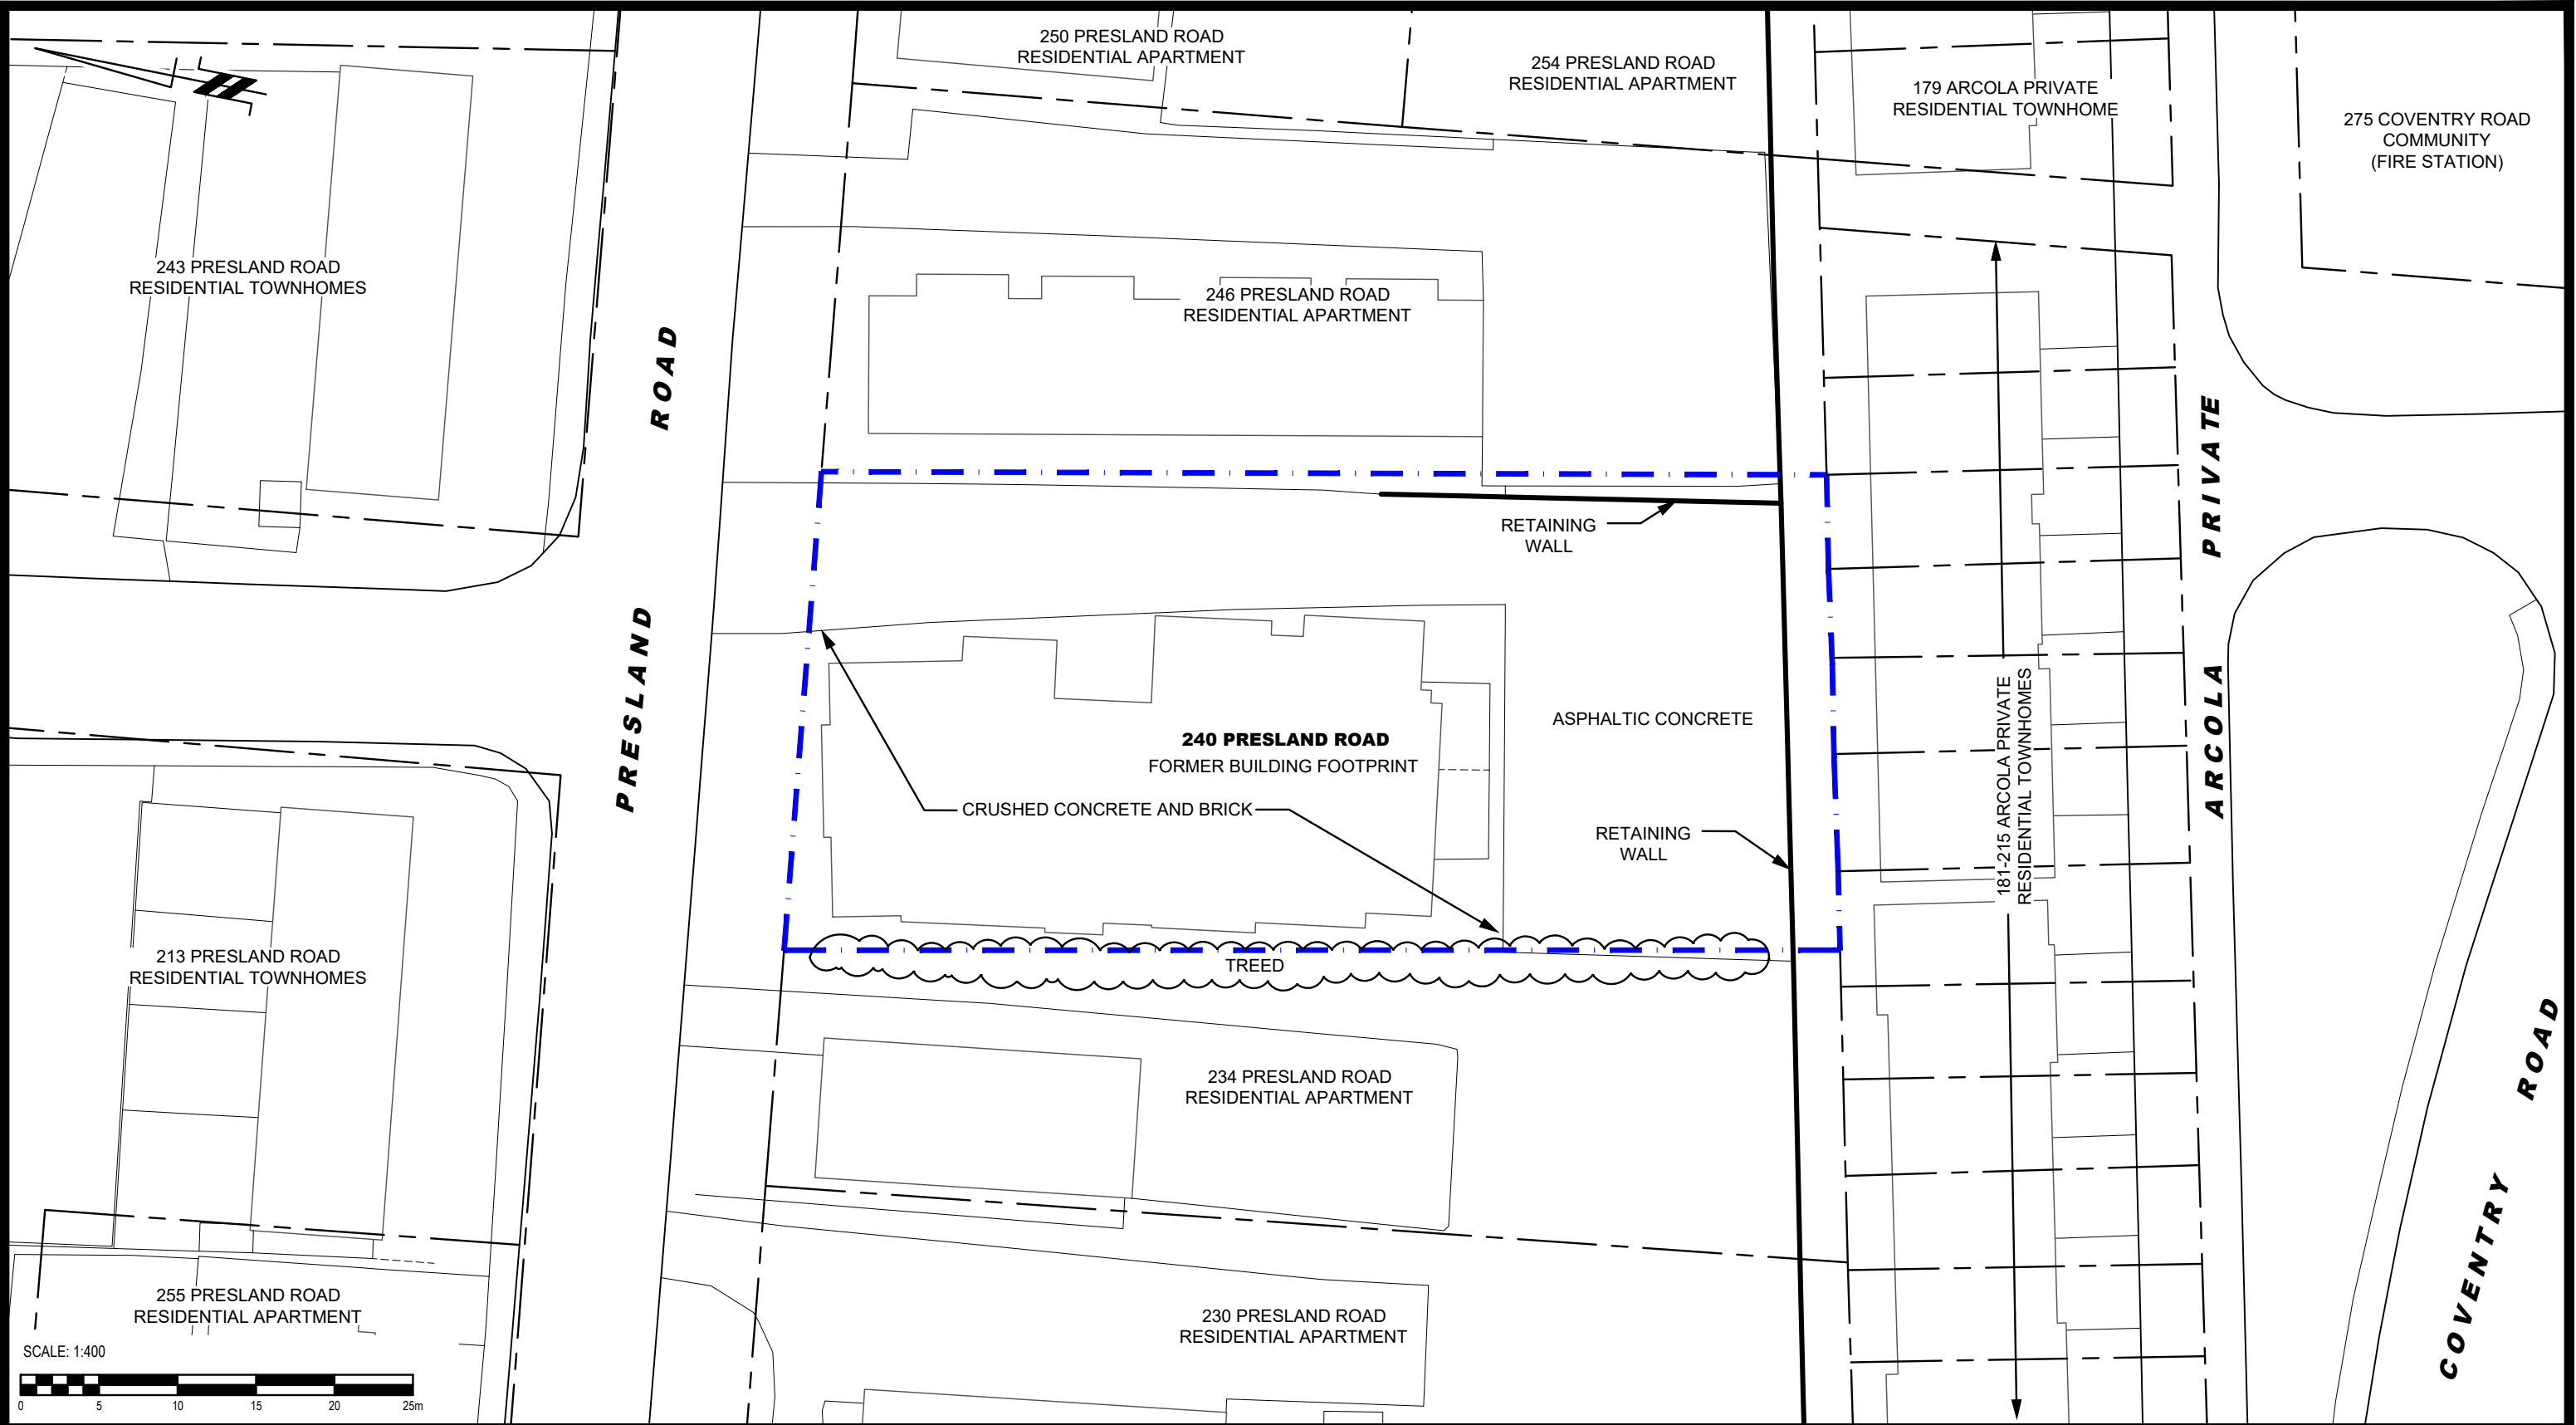 250 PRESLAND ROAD
RESIDENTIAL APARTMENT
254 PRESLAND ROAD
RESIDENTIAL APARTMENT
179 ARCOLA PRIVATE
RESIDENTIAL TOWNHOME
275 COVENTRY ROAD
COMMUNITY
(FIRE STATION)
243 PRESLAND ROAD
RESIDENTIAL TOWNHOMES
246 PRESLAND ROAD
RESIDENTIAL APARTMENT
PRESLAND ROAD
RETAINING
WALL
ARCOLA PRIVATE
ASPHALTIC CONCRETE
240 PRESLAND ROAD
FORMER BUILDING FOOTPRINT
CRUSHED CONCRETE AND BRICK
RETAINING
WALL
181-215 ARCOLA PRIVATE
RESIDENTIAL TOWNHOMES
213 PRESLAND ROAD
RESIDENTIAL TOWNHOMES
TREED
234 PRESLAND ROAD
RESIDENTIAL APARTMENT
COVENTRY ROAD
255 PRESLAND ROAD
RESIDENTIAL APARTMENT
230 PRESLAND ROAD
RESIDENTIAL APARTMENT
SCALE: 1:400
0 5 10 15 20 25m